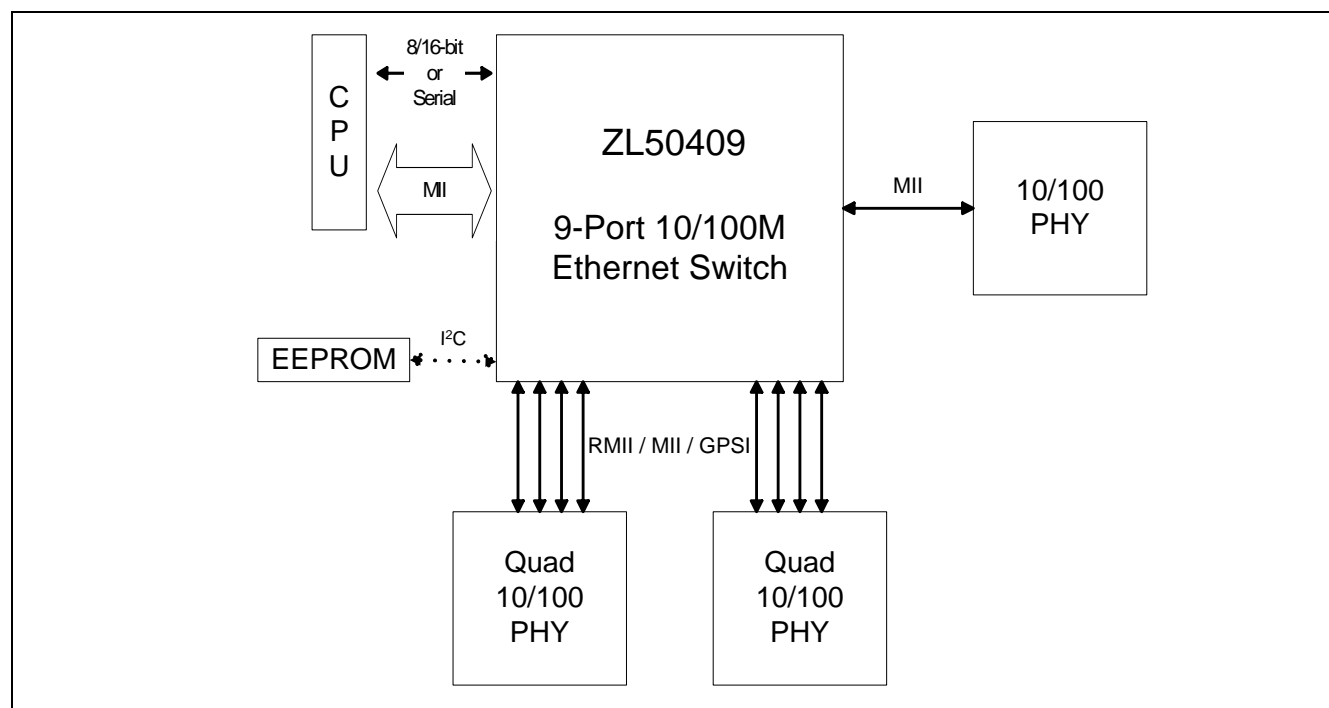 8/16-bit
or
Serial
C
P
U
MII
ZL50409
9-Port 10/100M
Ethernet Switch
MII
10/100
PHY
EEPROM
I²C
RMII / MII / GPSI
Quad
10/100
PHY
Quad
10/100
PHY